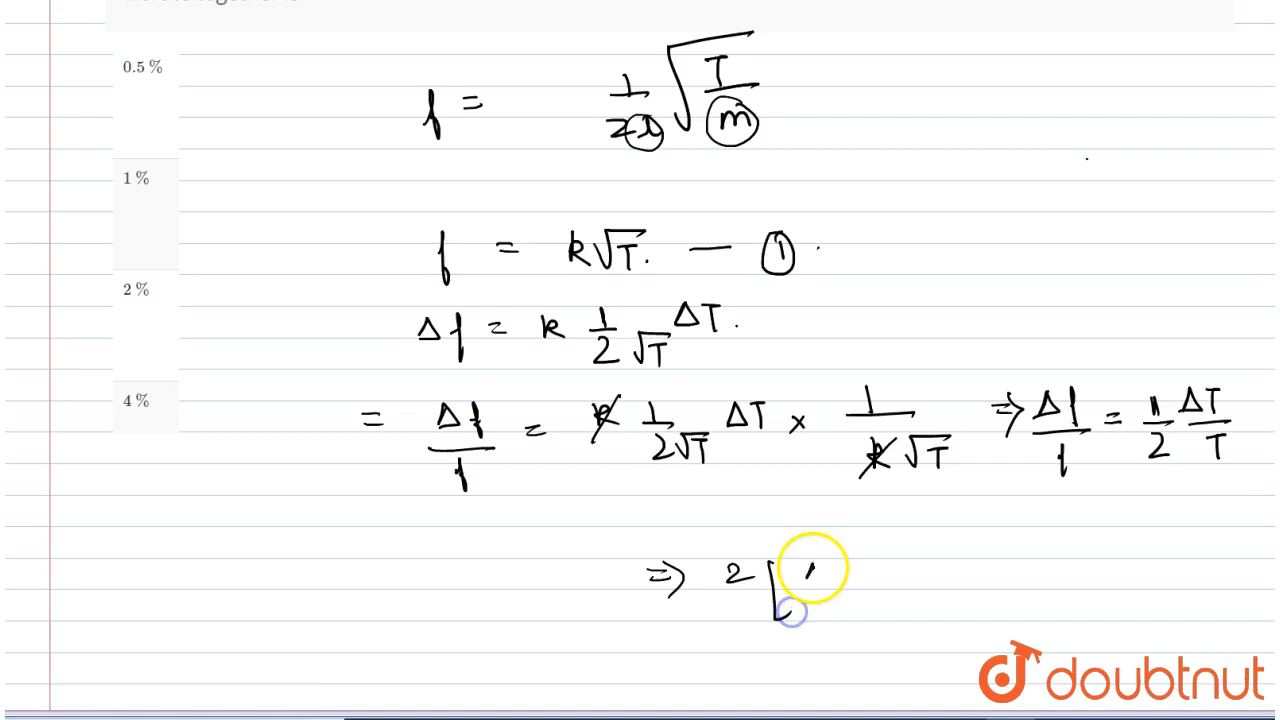 0.5 %
f = 1/2l √T/m
1 %
f = k√T. — ①
2 %
Δf = k 1/2√T ΔT.
4 %
= Δf/f = k 1/2√T ΔT × 1/k√T ⇒ Δf/f = 1/2 ΔT/T
⇒ 2 [
doubtnut